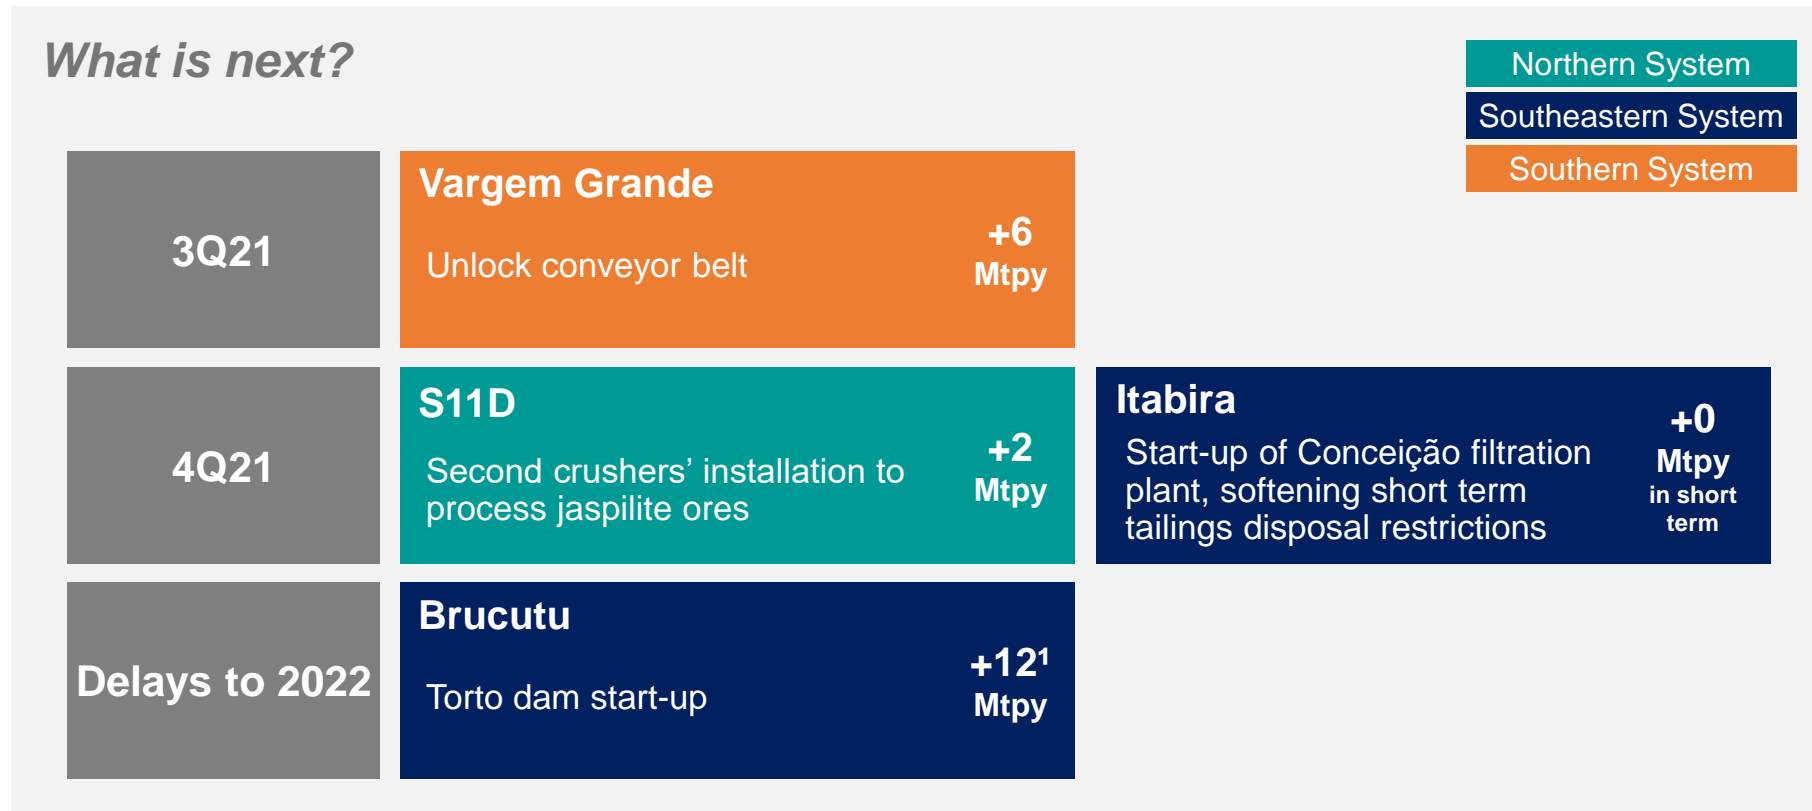 What is next?
Northern System
Southeastern System
Southern System
3Q21
Vargem Grande
Unlock conveyor belt
+6
Mtpy
4Q21
S11D
Second crushers’ installation to
process jaspilite ores
+2
Mtpy
Itabira
Start-up of Conceição filtration
plant, softening short term
tailings disposal restrictions
+0
Mtpy
in short
term
Delays to 2022
Brucutu
Torto dam start-up
+12¹
Mtpy